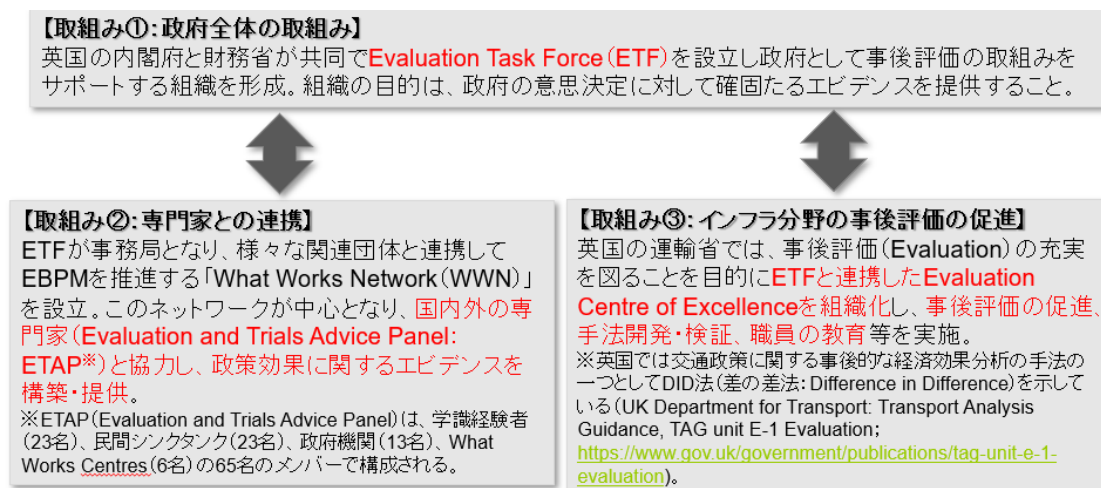 【取組み①:政府全体の取組み】
英国の内閣府と財務省が共同でEvaluation Task Force(ETF)を設立し政府として事後評価の取組みを
サポートする組織を形成。組織の目的は、政府の意思決定に対して確固たるエビデンスを提供すること。
【取組み②:専門家との連携】
ETFが事務局となり、様々な関連団体と連携して
EBPMを推進する「What Works Network(WWN)」
を設立。このネットワークが中心となり、国内外の専
門家(Evaluation and Trials Advice Panel:
ETAP※)と協力し、政策効果に関するエビデンスを
構築・提供。
※ETAP(Evaluation and Trials Advice Panel)は、学識経験者
(23名)、民間シンクタンク(23名)、政府機関(13名)、What
Works Centres(6名)の65名のメンバーで構成される。
【取組み③:インフラ分野の事後評価の促進】
英国の運輸省では、事後評価(Evaluation)の充実
を図ることを目的にETFと連携したEvaluation
Centre of Excellenceを組織化し、事後評価の促進、
手法開発・検証、職員の教育等を実施。
※英国では交通政策に関する事後的な経済効果分析の手法の
一つとしてDID法(差の差法:Difference in Difference)を示して
いる(UK Department for Transport: Transport Analysis
Guidance, TAG unit E-1 Evaluation;
https://www.gov.uk/government/publications/tag-unit-e-1-
evaluation)。